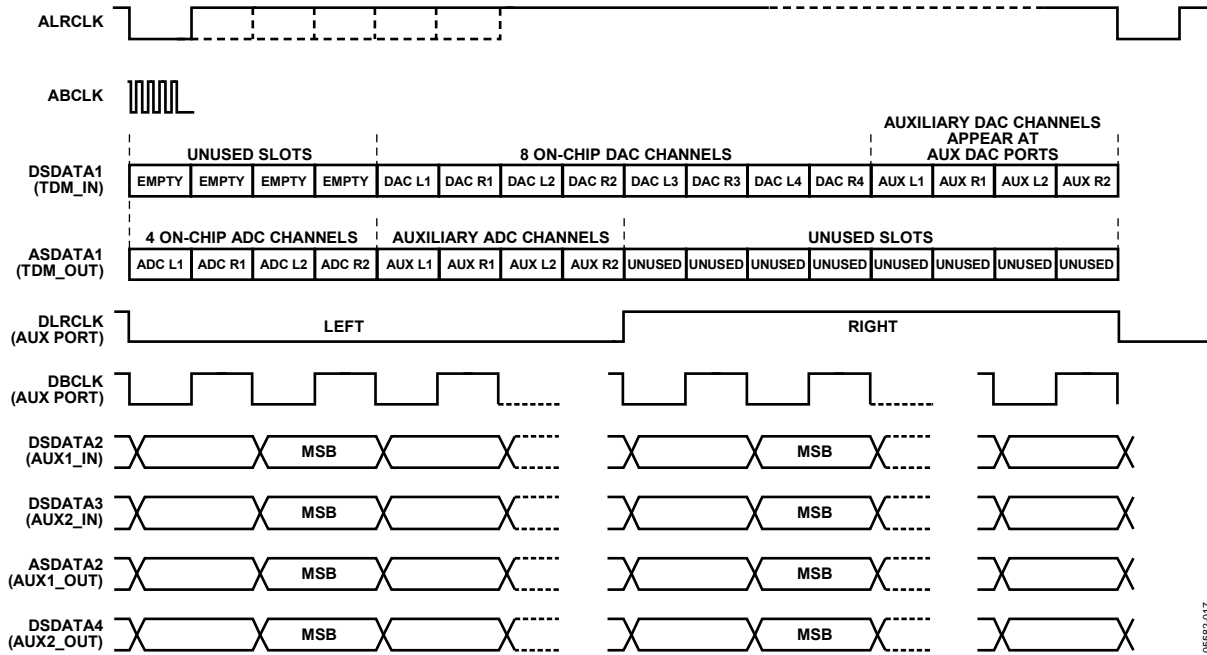 ALRCLK
ABCLK
AUXILIARY DAC CHANNELS
APPEAR AT
AUX DAC PORTS
UNUSED SLOTS 8 ON-CHIP DAC CHANNELS
DSDATA1
(TDM_IN)
EMPTY EMPTY EMPTY EMPTY DAC L1 DAC R1 DAC L2 DAC R2 DAC L3 DAC R3 DAC L4 DAC R4 AUX L1 AUX R1 AUX L2 AUX R2
4 ON-CHIP ADC CHANNELS AUXILIARY ADC CHANNELS UNUSED SLOTS
ASDATA1
(TDM_OUT)
ADC L1 ADC R1 ADC L2 ADC R2 AUX L1 AUX R1 AUX L2 AUX R2 UNUSED UNUSED UNUSED UNUSED UNUSED UNUSED UNUSED UNUSED
DLRCLK
(AUX PORT)
LEFT RIGHT
DBCLK
(AUX PORT)
DSDATA2
(AUX1_IN)
MSB MSB
DSDATA3
(AUX2_IN)
MSB MSB
ASDATA2
(AUX1_OUT)
MSB MSB
DSDATA4
(AUX2_OUT)
MSB MSB
05582-017